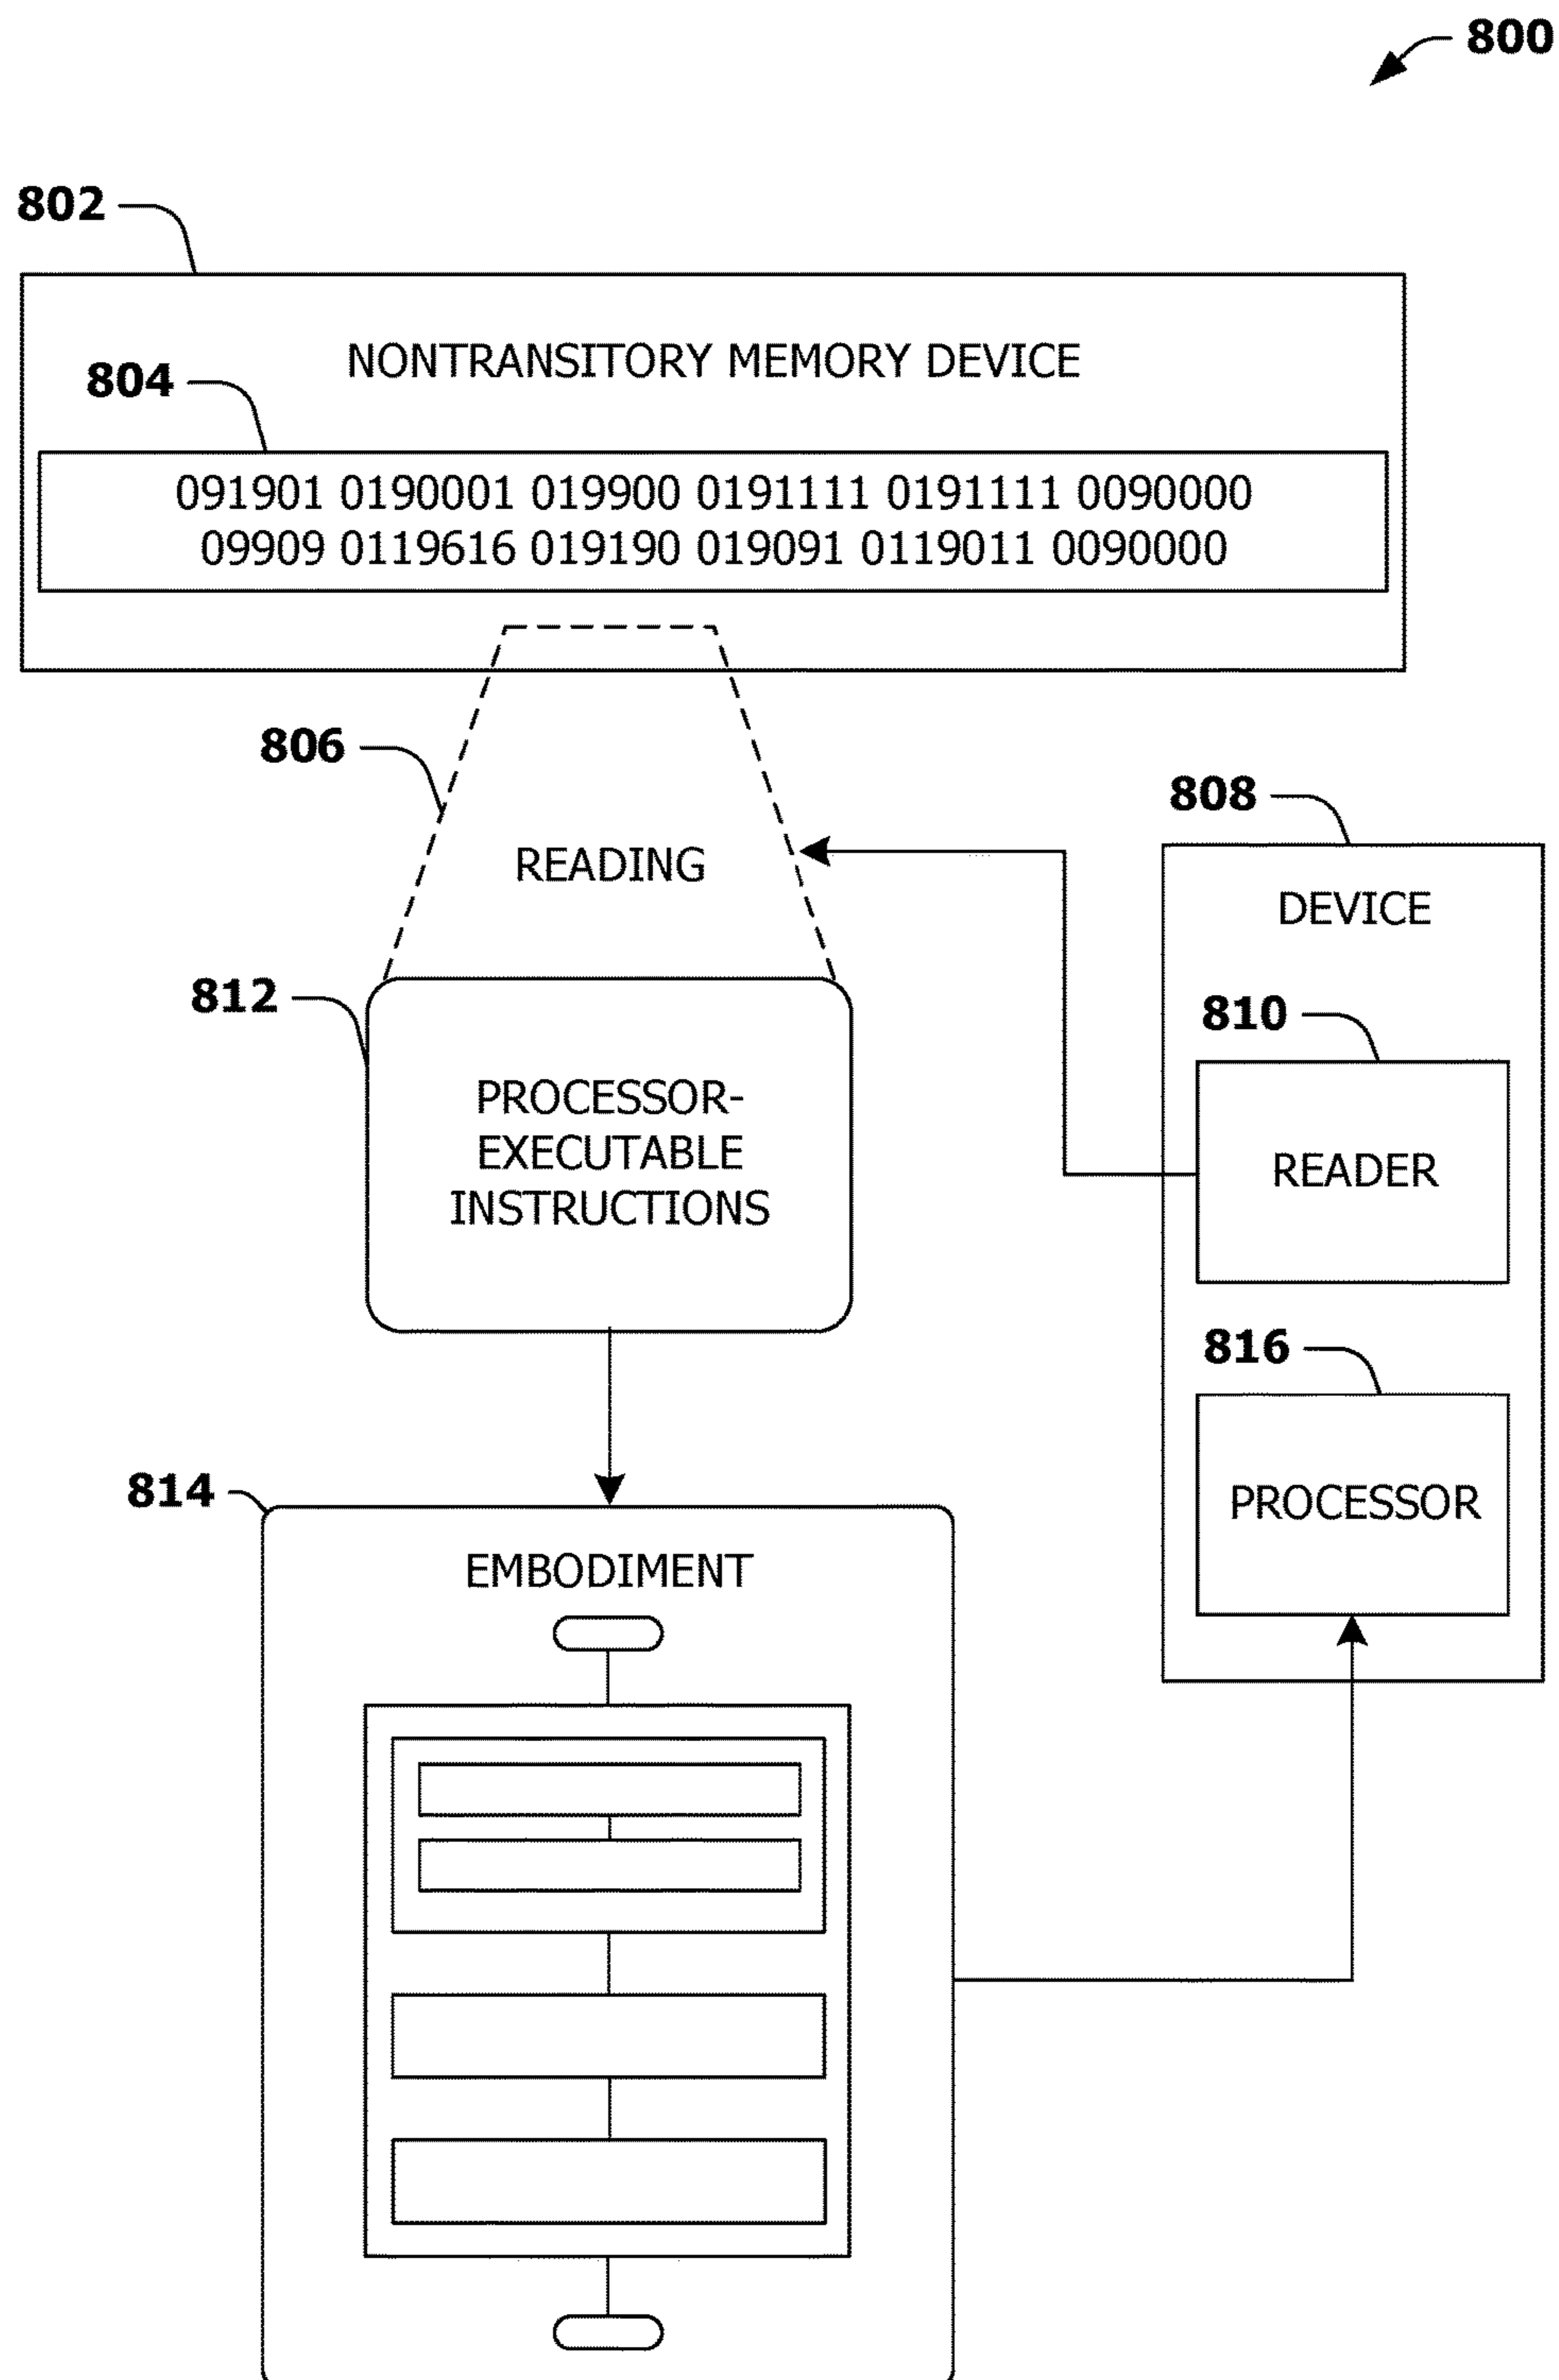 800
802
NONTRANSITORY MEMORY DEVICE
804
091901 0190001 019900 0191111 0191111 0090000
09909 0119616 019190 019091 0119011 0090000
806
READING
808
DEVICE
810
READER
812
PROCESSOR-
EXECUTABLE
INSTRUCTIONS
816
PROCESSOR
814
EMBODIMENT